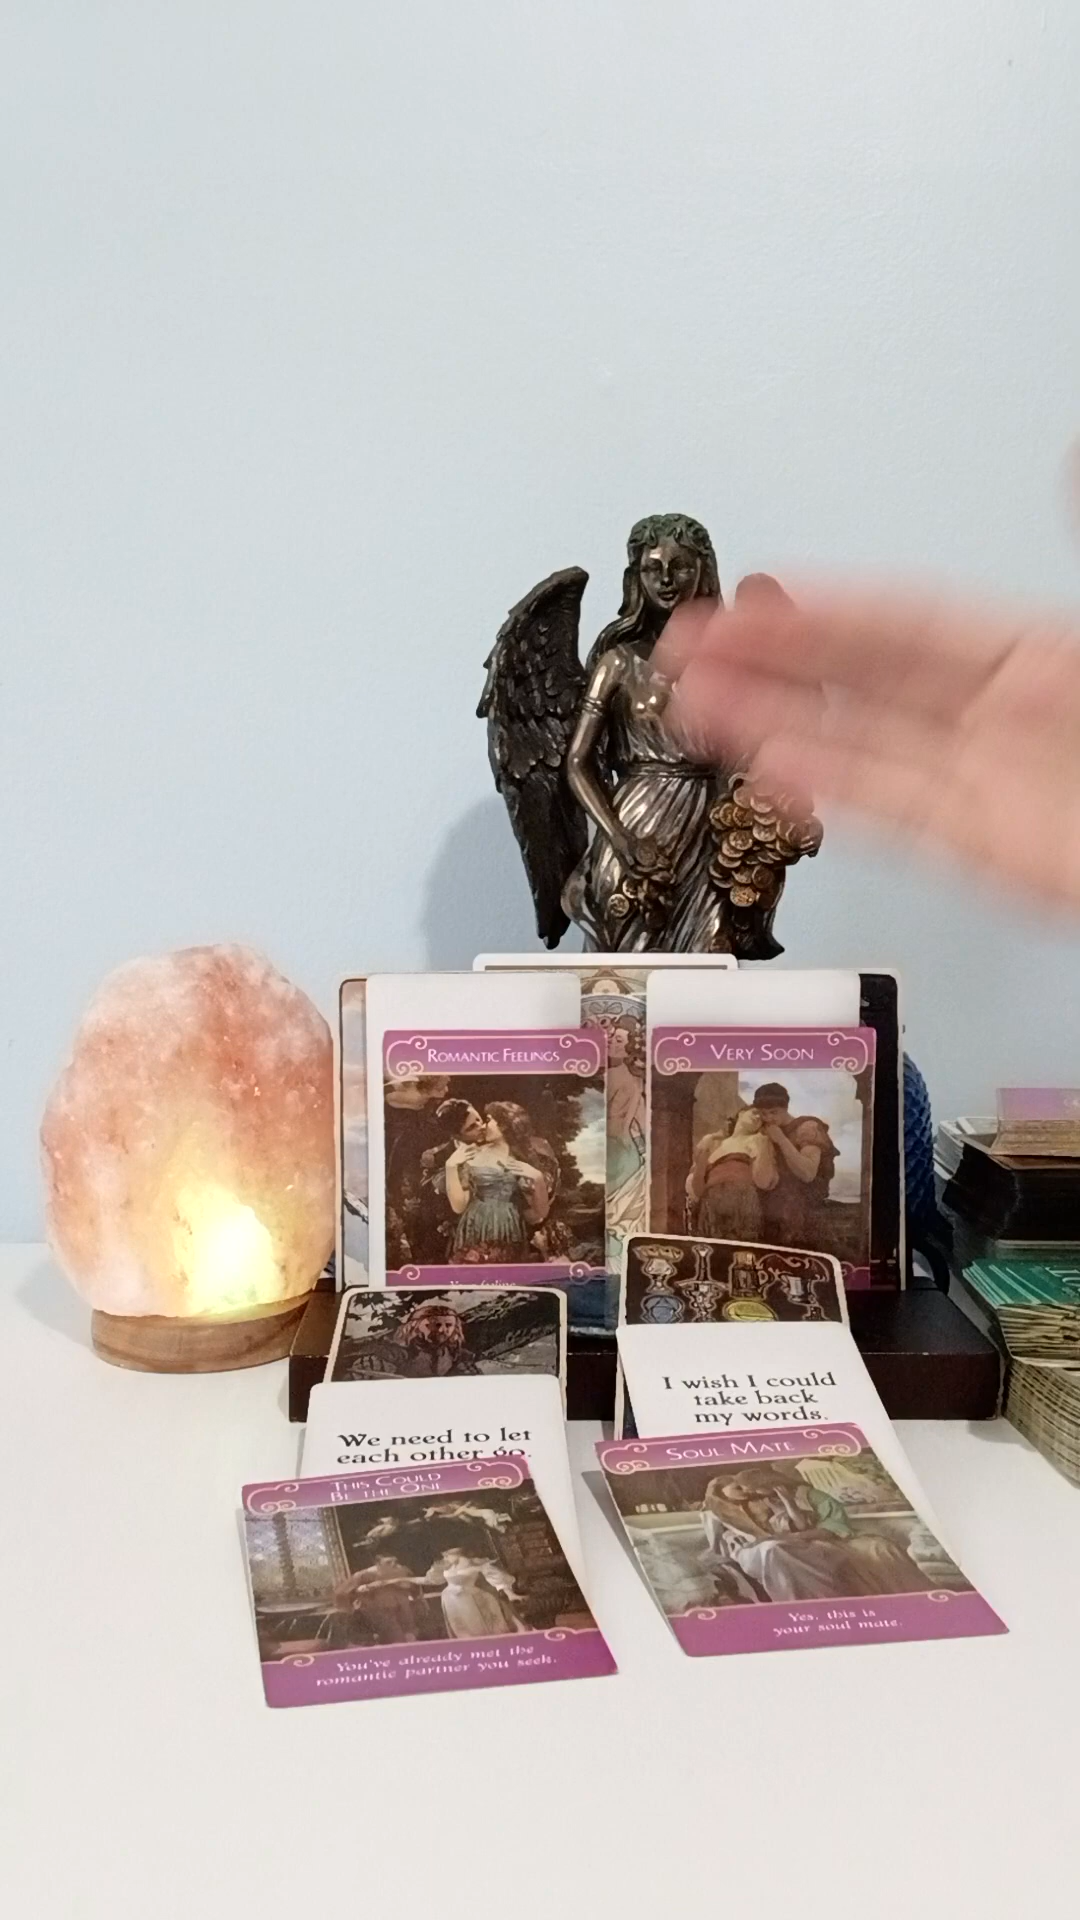 ROMANTIC FEELINGS
VERY SOON
I wish I could
take back
my words.
We need to let
each other go.
SOUL MATE
Yes, this is
your soul mate.
THIS COULD
BE THE ONE
You've already met the
romantic partner you seek.